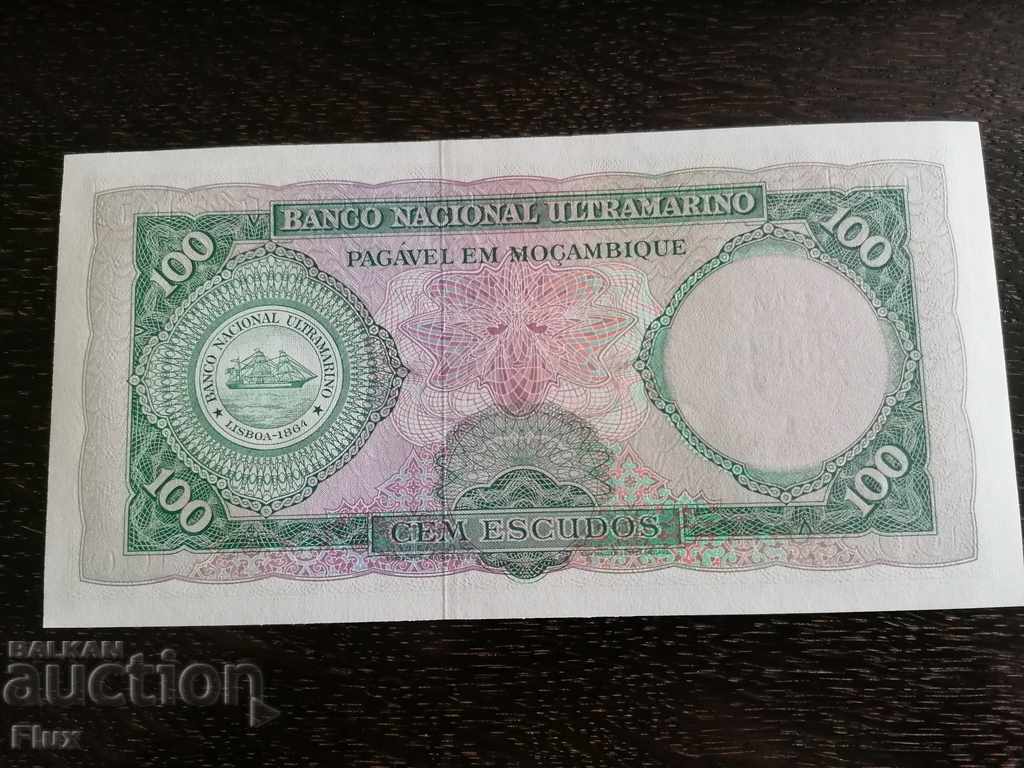 BANCO NACIONAL ULTRAMARINO
PAGÁVEL EM MOÇAMBIQUE
100
100
BANCO NACIONAL ULTRAMARINO
LISBOA-1864
100
100
CEM ESCUDOS
BALKAN
auction
Flux